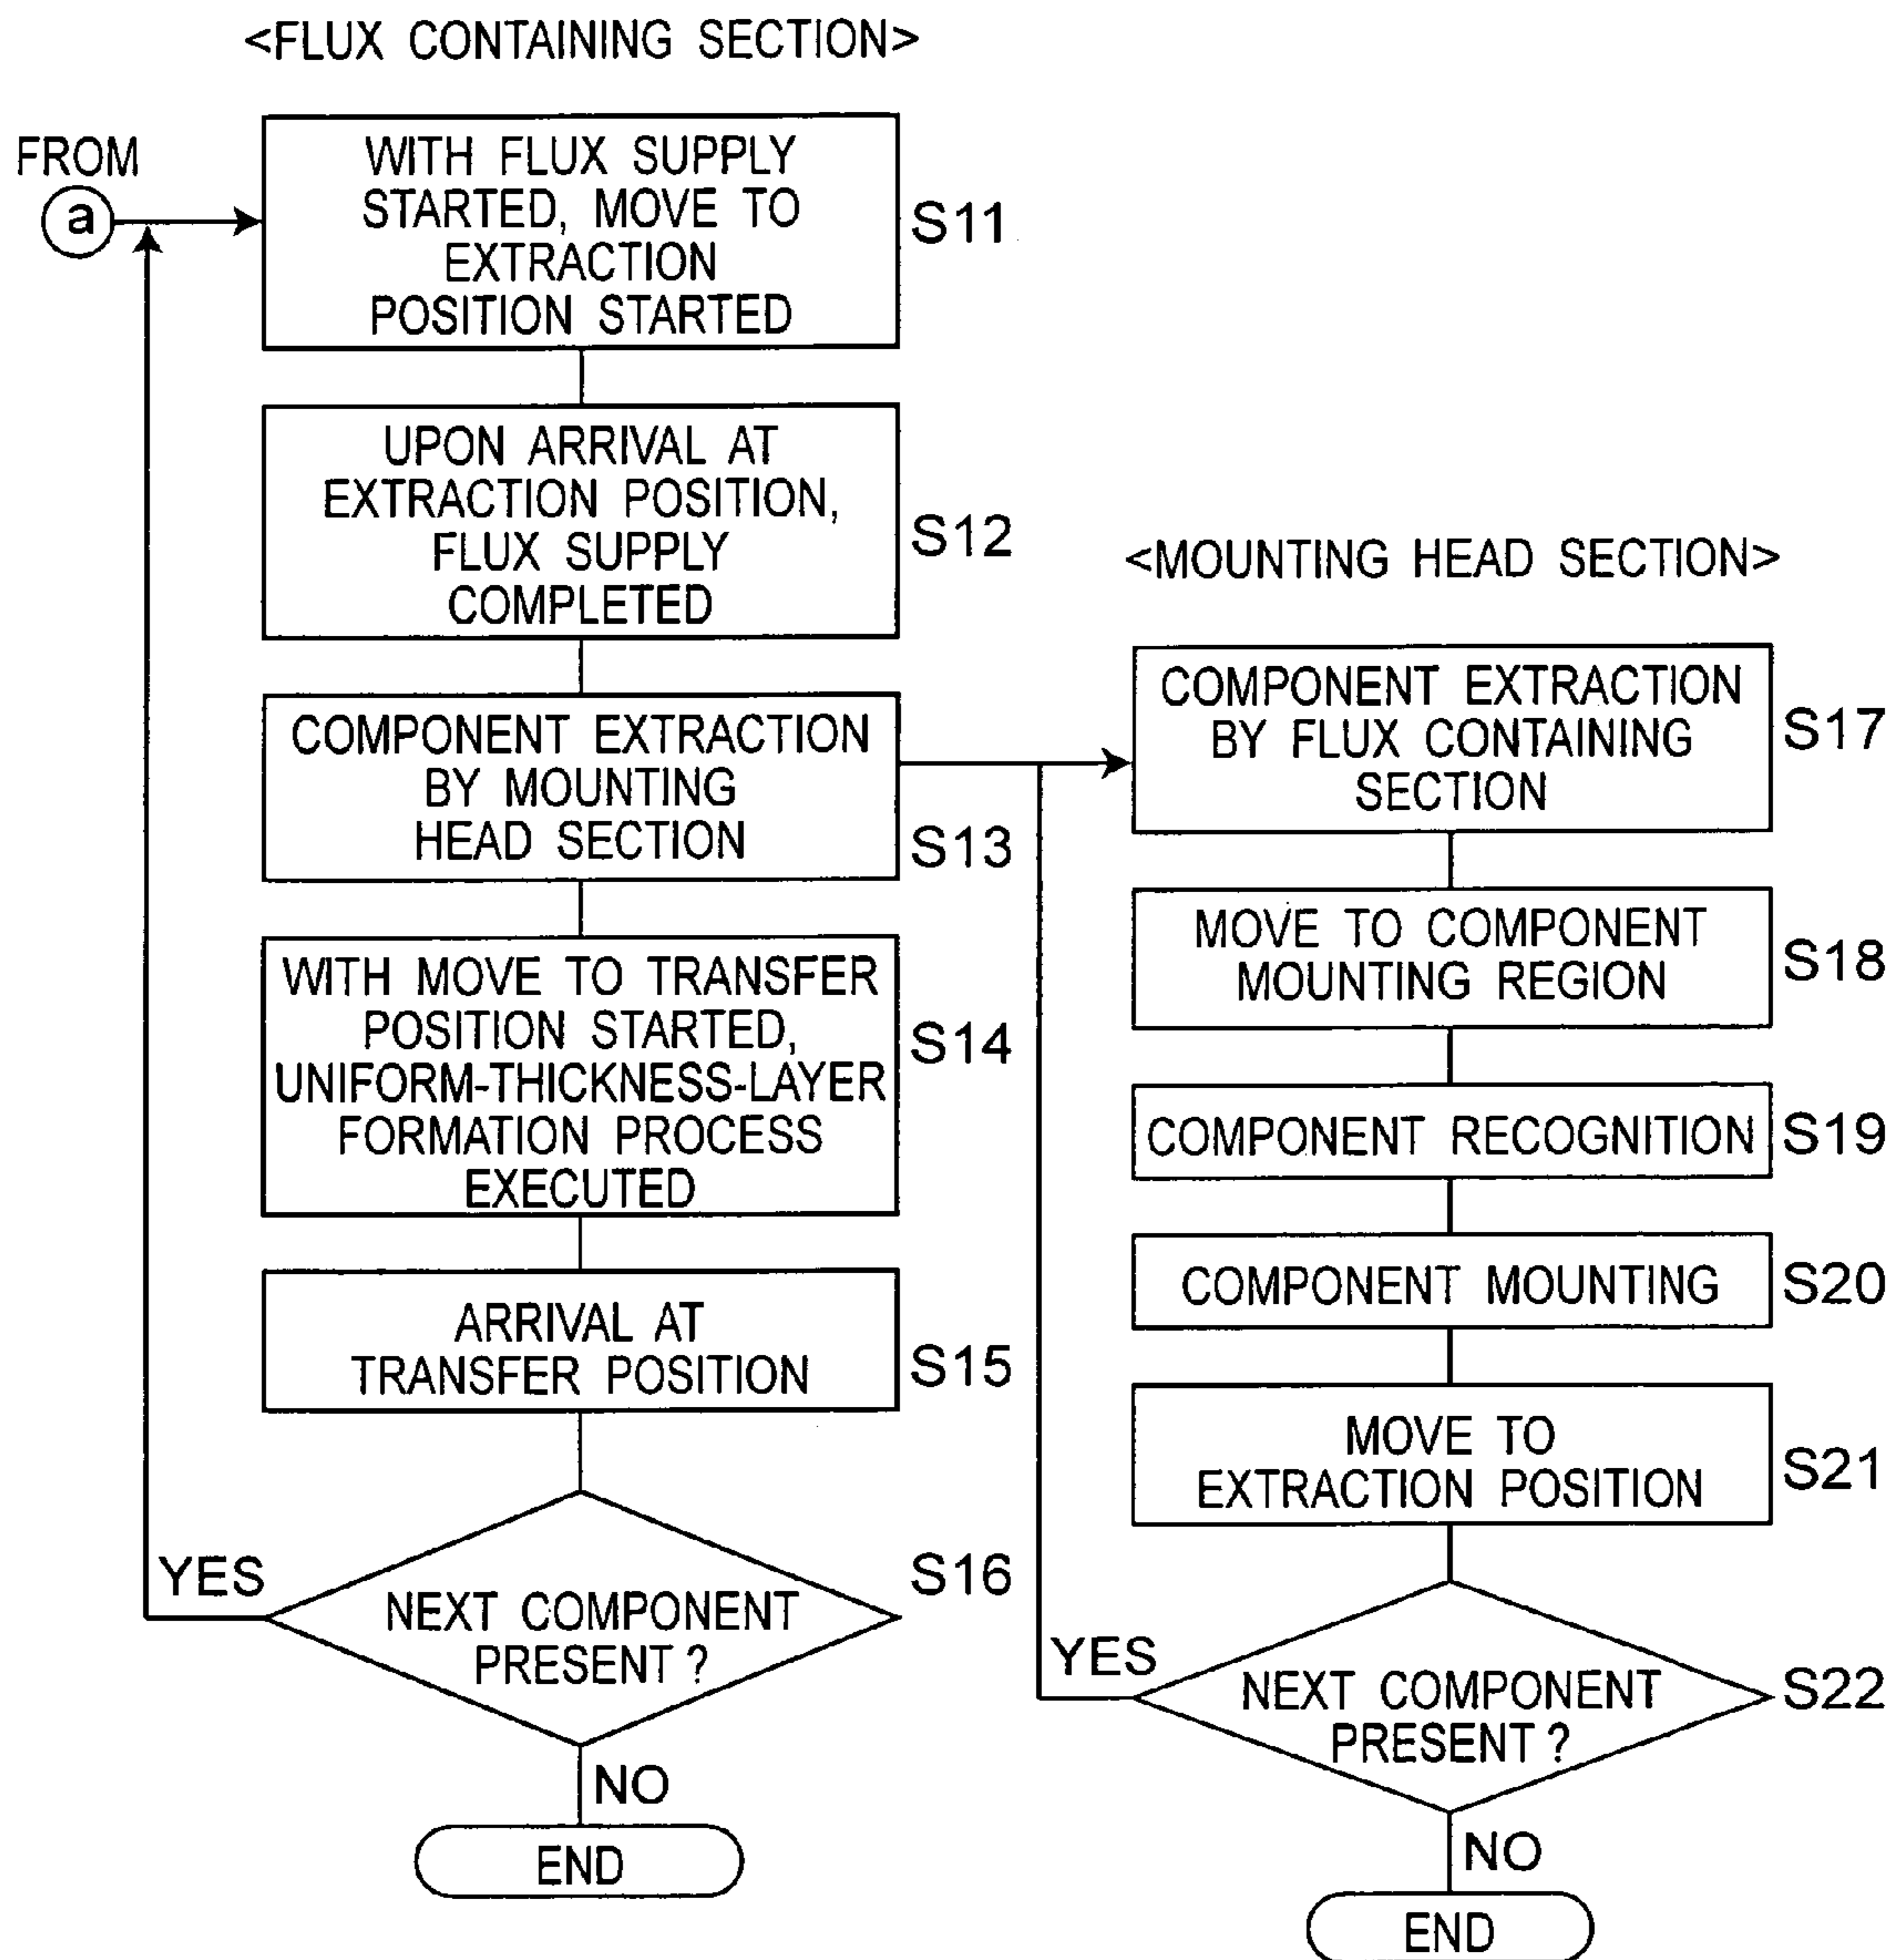 <FLUX CONTAINING SECTION>
FROM
a
WITH FLUX SUPPLY
STARTED, MOVE TO
EXTRACTION
POSITION STARTED
S11
UPON ARRIVAL AT
EXTRACTION POSITION,
FLUX SUPPLY
COMPLETED
S12
COMPONENT EXTRACTION
BY MOUNTING
HEAD SECTION
S13
WITH MOVE TO TRANSFER
POSITION STARTED,
UNIFORM-THICKNESS-LAYER
FORMATION PROCESS
EXECUTED
S14
ARRIVAL AT
TRANSFER POSITION
S15
NEXT COMPONENT
PRESENT ?
S16
YES
NO
END
<MOUNTING HEAD SECTION>
COMPONENT EXTRACTION
BY FLUX CONTAINING
SECTION
S17
MOVE TO COMPONENT
MOUNTING REGION
S18
COMPONENT RECOGNITION
S19
COMPONENT MOUNTING
S20
MOVE TO
EXTRACTION POSITION
S21
NEXT COMPONENT
PRESENT ?
S22
YES
NO
END